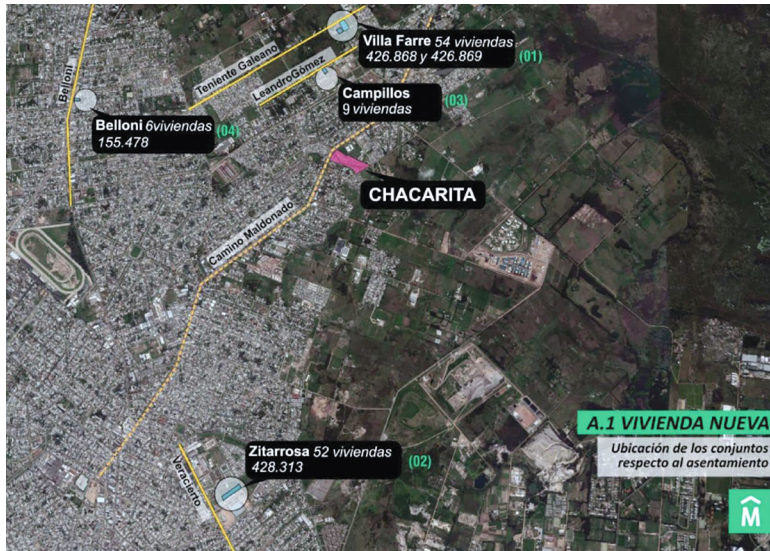 Belloni
Teniente Galeano
LeandroGómez
Villa Farre 54 viviendas
426.868 y 426.869
(01)
Campillos
9 viviendas
(03)
Belloni 6viviendas
155.478
(04)
CHACARITA
Camino Maldonado
Zitarrosa 52 viviendas
428.313
(02)
Veracierto
A.1 VIVIENDA NUEVA
Ubicación de los conjuntos
respecto al asentamiento
M